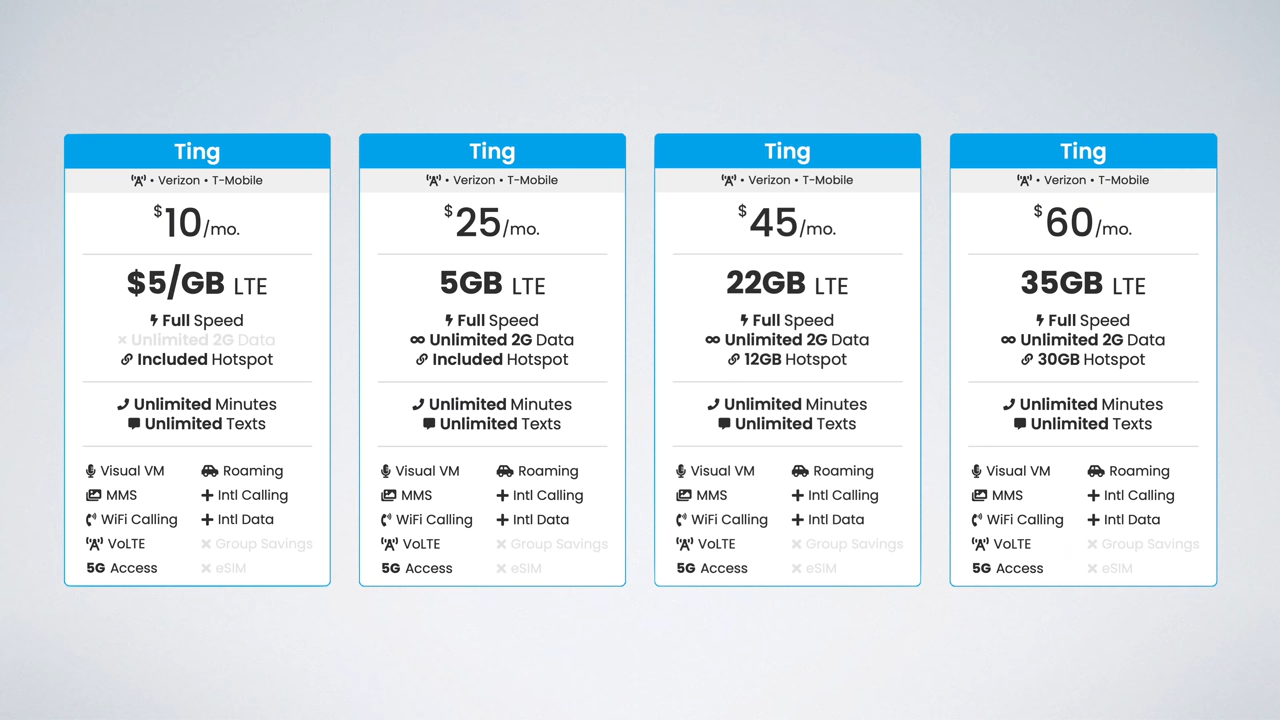 Ting
• Verizon • T-Mobile
$10/mo.
$5/GB LTE
Full Speed
Unlimited 2G Data
Included Hotspot
Unlimited Minutes
Unlimited Texts
Visual VM
Roaming
MMS
Intl Calling
WiFi Calling
Intl Data
VoLTE
Group Savings
5G Access
eSIM
Ting
• Verizon • T-Mobile
$25/mo.
5GB LTE
Full Speed
Unlimited 2G Data
Included Hotspot
Unlimited Minutes
Unlimited Texts
Visual VM
Roaming
MMS
Intl Calling
WiFi Calling
Intl Data
VoLTE
Group Savings
5G Access
eSIM
Ting
• Verizon • T-Mobile
$45/mo.
22GB LTE
Full Speed
Unlimited 2G Data
12GB Hotspot
Unlimited Minutes
Unlimited Texts
Visual VM
Roaming
MMS
Intl Calling
WiFi Calling
Intl Data
VoLTE
Group Savings
5G Access
eSIM
Ting
• Verizon • T-Mobile
$60/mo.
35GB LTE
Full Speed
Unlimited 2G Data
30GB Hotspot
Unlimited Minutes
Unlimited Texts
Visual VM
Roaming
MMS
Intl Calling
WiFi Calling
Intl Data
VoLTE
Group Savings
5G Access
eSIM